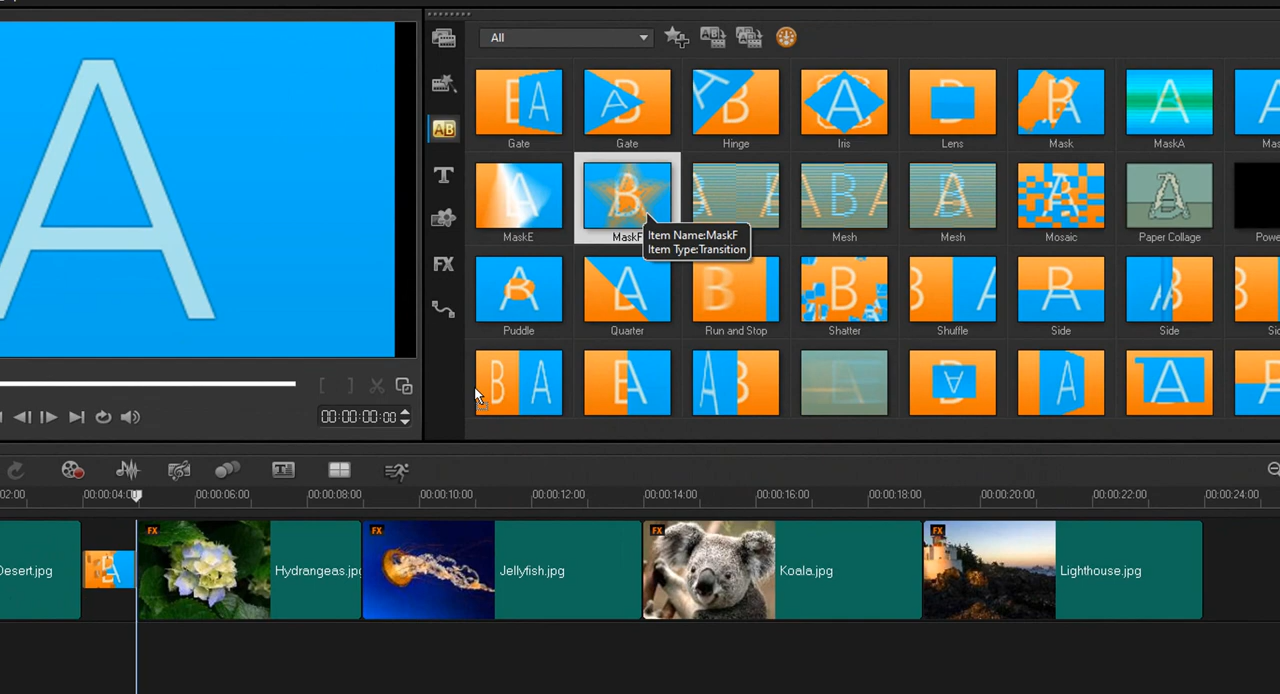 A
All
AB
T
FX
Gate
Gate
Hinge
Iris
Lens
Mask
MaskA
MaskE
Mesh
Mesh
Mosaic
Paper Collage
Item Name:MaskF
Item Type:Transition
Puddle
Quarter
Run and Stop
Shatter
Shuffle
Side
Side
00:00:00:00
02:00
00:00:04:00
00:00:06:00
00:00:08:00
00:00:10:00
00:00:12:00
00:00:14:00
00:00:16:00
00:00:18:00
00:00:20:00
00:00:22:00
00:00:24:00
Desert.jpg
FX
Hydrangeas.jpg
FX
Jellyfish.jpg
FX
Koala.jpg
FX
Lighthouse.jpg